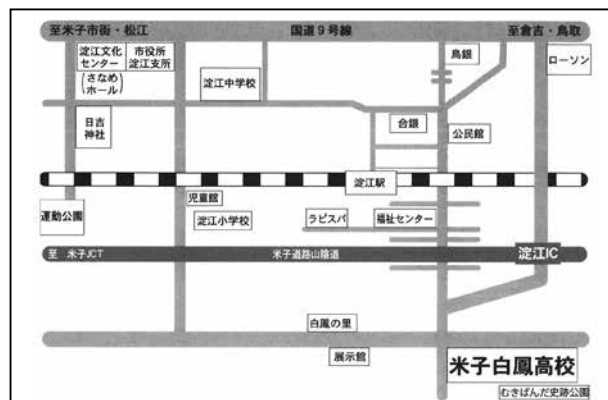 至米子市街・松江
国道9号線
至倉吉・鳥取
淀江文化
センター
(さなめ
ホール)
市役所
淀江支所
淀江中学校
鳥銀
ローソン
日吉
神社
合銀
公民館
淀江駅
運動公園
児童館
淀江小学校
ラピスパ
福祉センター
至 米子JCT
米子道路山陰道
淀江IC
白鳳の里
展示館
米子白鳳高校
むきばんだ史跡公園